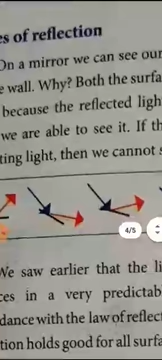 es of reflection
On a mirror we can see our
e wall. Why? Both the surfa
because the reflected ligh
we are able to see it. If th
ting light, then we cannot s
4/5
We saw earlier that the li
ces in a very predictab
dance with the law of reflect
tion holds good for all surfa